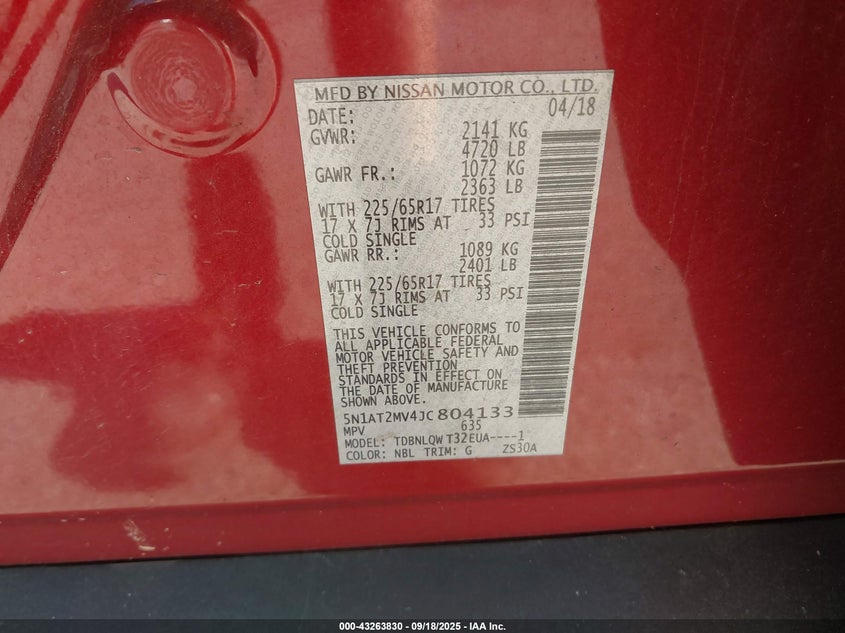 MFD BY NISSAN MOTOR CO., LTD.
DATE: 04/18
GVWR: 2141 KG
4720 LB
GAWR FR.: 1072 KG
2363 LB
WITH 225/65R17 TIRES
17 X 7J RIMS AT 33 PSI
COLD SINGLE
GAWR RR.: 1089 KG
2401 LB
WITH 225/65R17 TIRES
17 X 7J RIMS AT 33 PSI
COLD SINGLE
THIS VEHICLE CONFORMS TO
ALL APPLICABLE FEDERAL
MOTOR VEHICLE SAFETY AND
THEFT PREVENTION
STANDARDS IN EFFECT ON
THE DATE OF MANUFACTURE
SHOWN ABOVE.
5N1AT2MV4JC804133
MPV 635
MODEL: TDBNLQW T32EUA----1
COLOR: NBL TRIM: G ZS30A
000-43263830 - 09/18/2025 - IAA Inc.